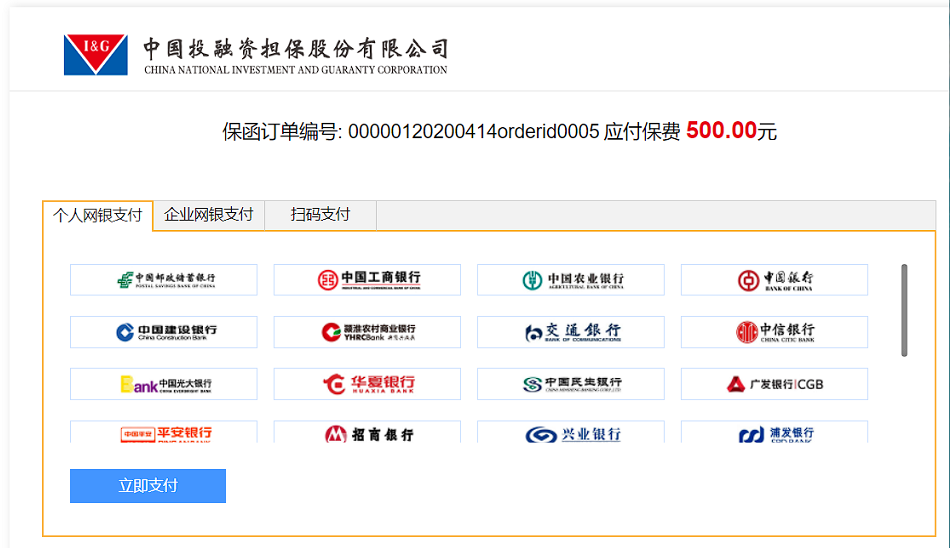 I&G 中国投融资担保股份有限公司
CHINA NATIONAL INVESTMENT AND GUARANTY CORPORATION
保函订单编号: 00000120200414orderid0005 应付保费 500.00元
个人网银支付 企业网银支付 扫码支付
中国邮政储蓄银行 中国工商银行 中国农业银行 中国银行
POSTAL SAVINGS BANK OF CHINA INDUSTRIAL AND COMMERCIAL BANK OF CHINA AGRICULTURAL BANK OF CHINA BANK OF CHINA
中国建设银行 颍淮农村商业银行 交通银行 中信银行
China Construction Bank YHRCBank BANK OF COMMUNICATIONS CHINA CITIC BANK
Bank 中国光大银行 华夏银行 中国民生银行 广发银行|CGB
CHINA EVERBRIGHT BANK HUAXIA BANK CHINA MINSHENG BANKING CORP., LTD.
中国平安 平安银行 招商银行 兴业银行 浦发银行
PING AN BANK SPD BANK
立即支付